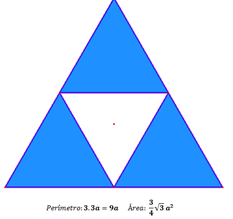 Perímetro: 3.3a = 9a Área: 3/4 √3 a²